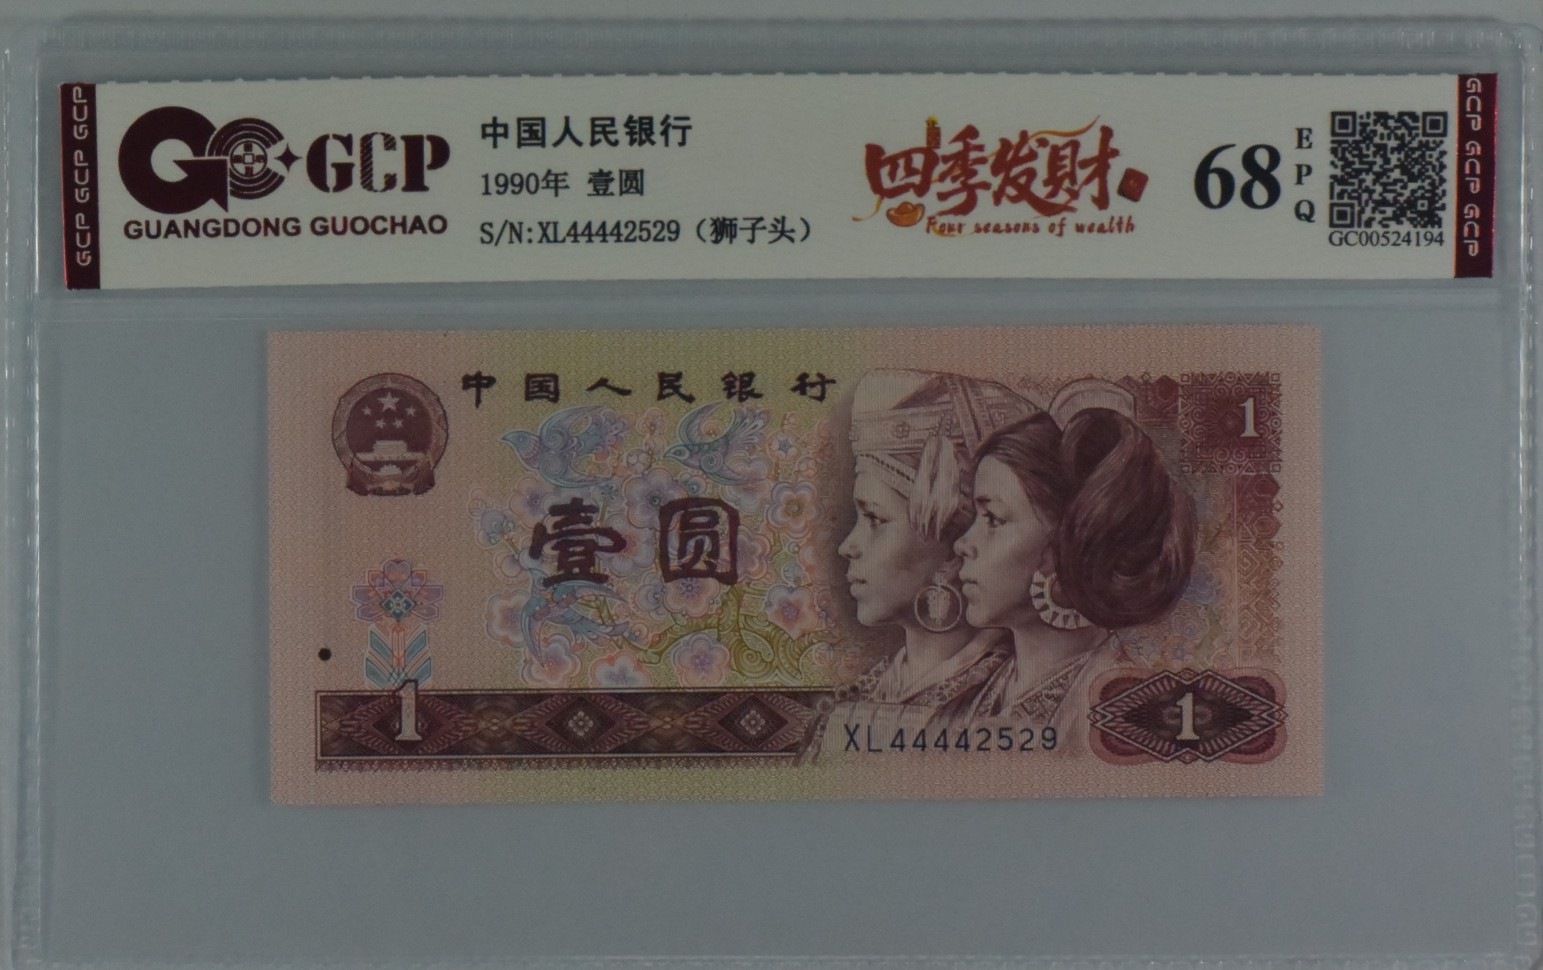 GCP GCP GCP
GCP
GUANGDONG GUOCHAO
中国人民银行
1990年 壹圆
S/N:XL44442529（狮子头）
四季发财
Four seasons of wealth
68
EPQ
GC00524194
GCP GCP GCP
中国人民银行
1
壹圆
1
XL44442529
1